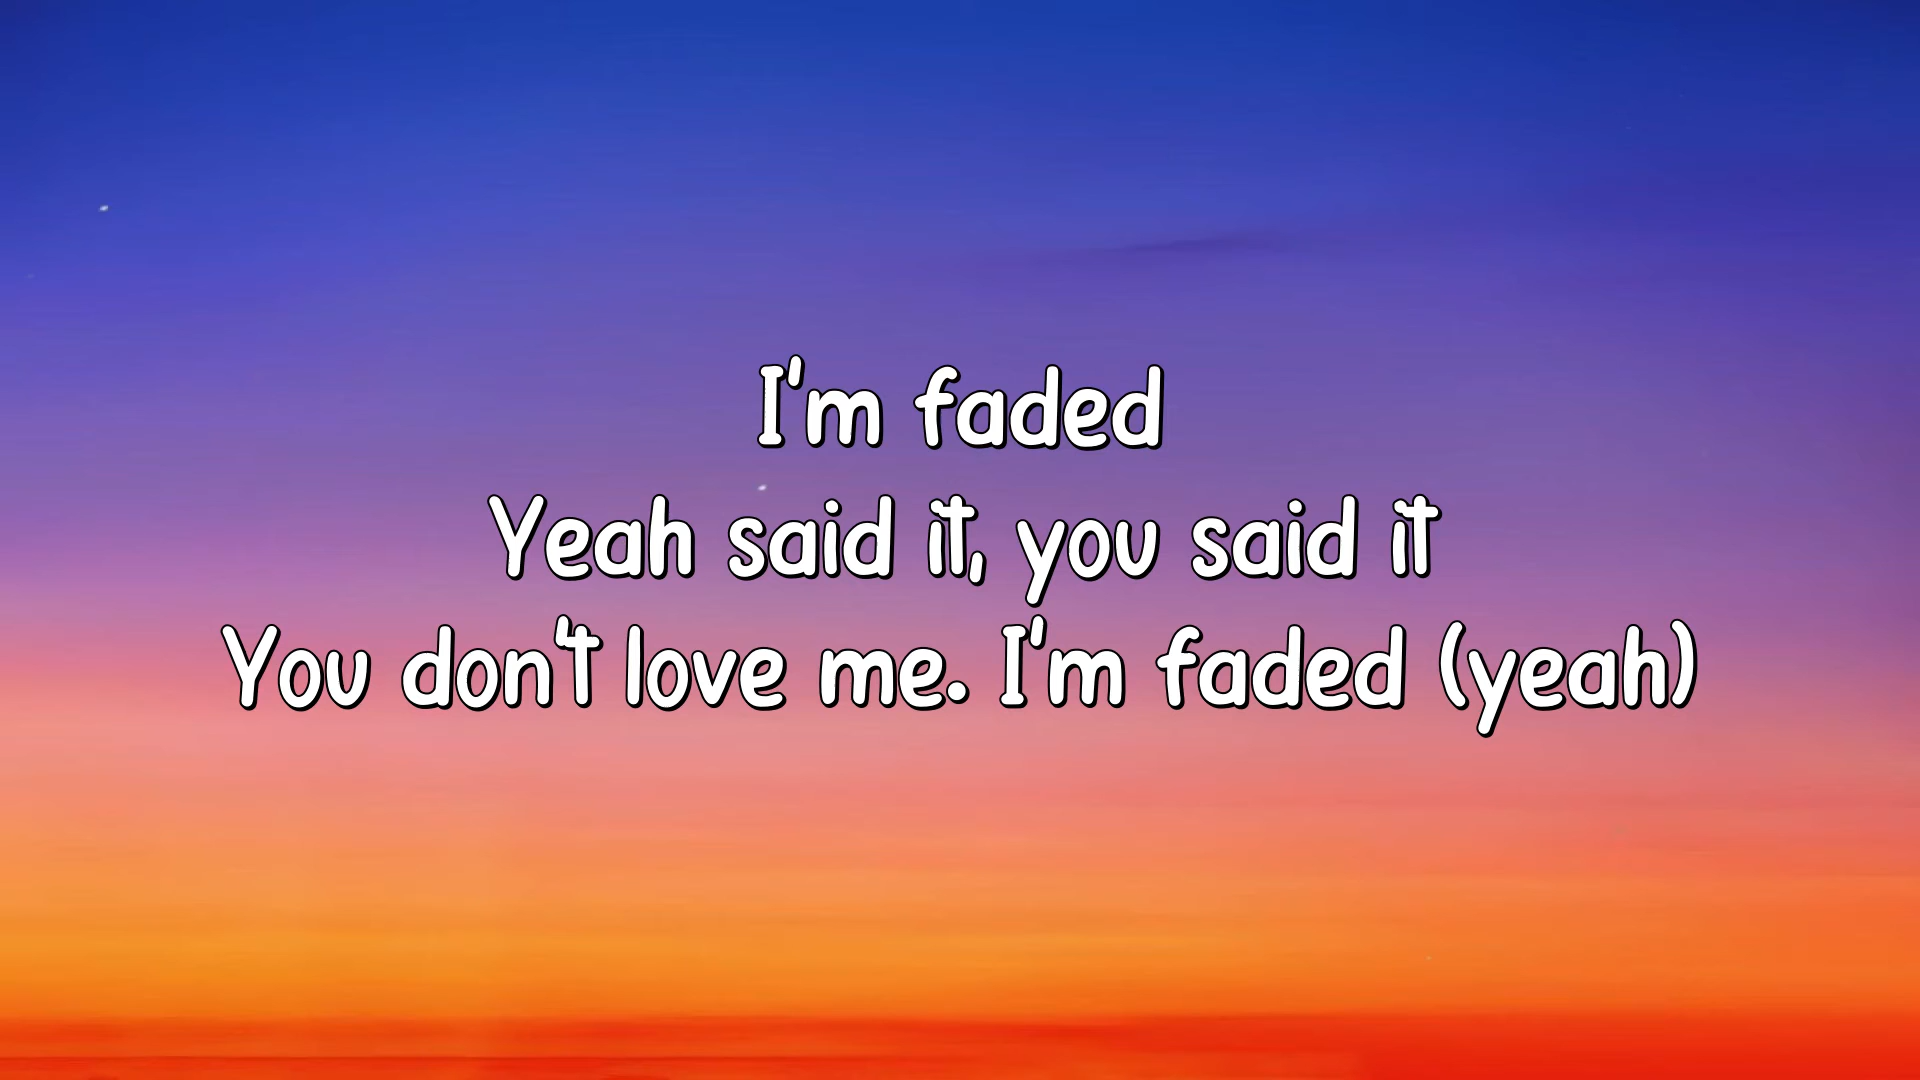 I'm faded
Yeah said it, you said it
You don't love me. I'm faded (yeah)